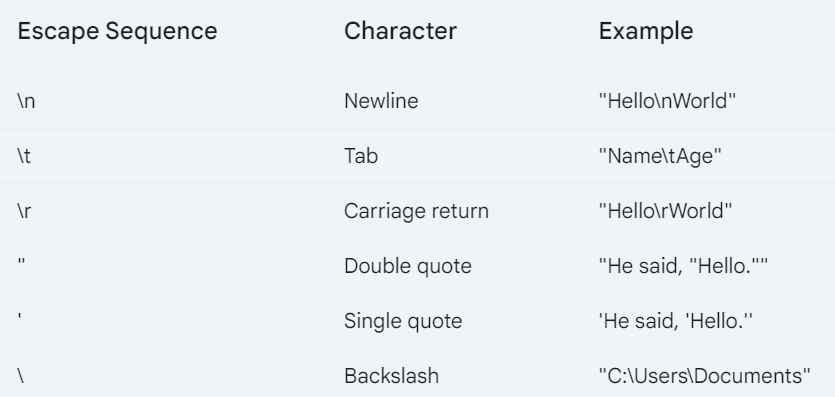 Escape Sequence Character Example
\n Newline "Hello\nWorld"
\t Tab "Name\tAge"
\r Carriage return "Hello\rWorld"
" Double quote "He said, "Hello.""
' Single quote 'He said, 'Hello.''
\ Backslash "C:\Users\Documents"